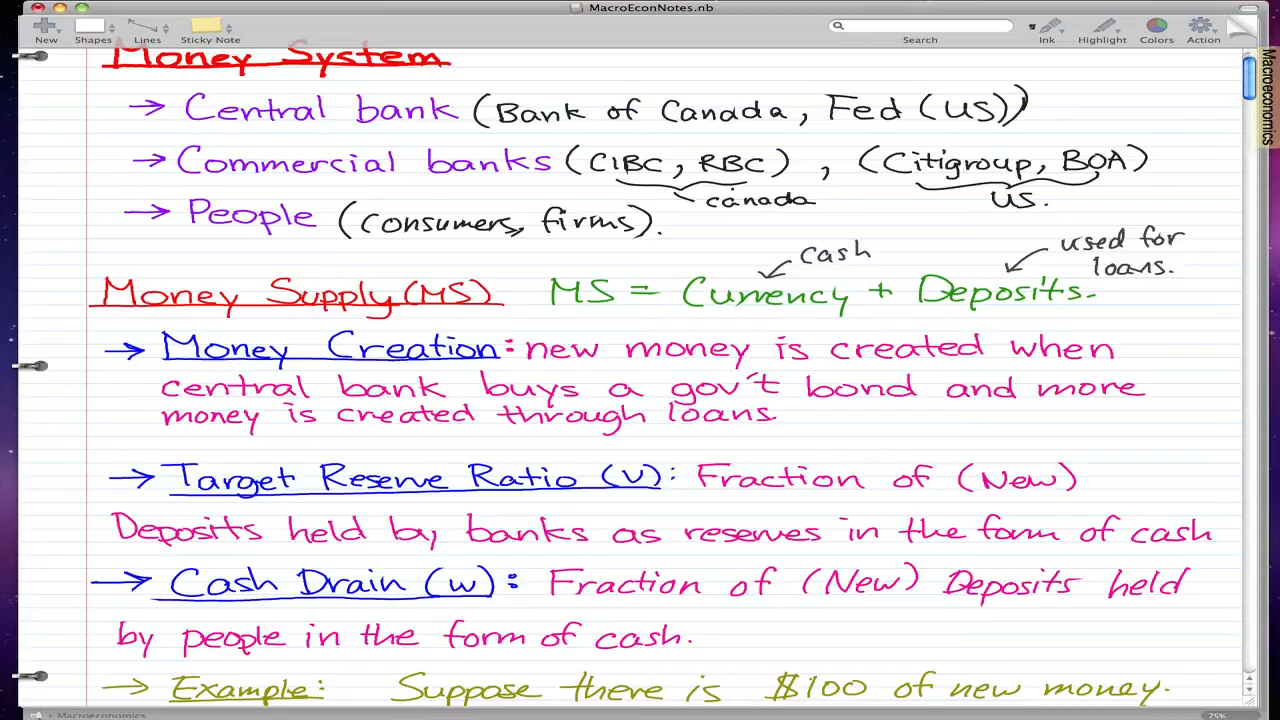 MacroEconNotes.nb
New Shapes Lines Sticky Note Search Ink Highlight Colors Action
Macroeconomics
Money System
→ Central bank (Bank of Canada, Fed (US))
→ Commercial banks (CIBC, RBC), (Citigroup, BOA)
canada US.
→ People (consumers, firms).
cash used for
loans.
Money Supply (MS) MS = Currency + Deposits.
→ Money Creation: new money is created when
central bank buys a gov't bond and more
money is created through loans.
→ Target Reserve Ratio (V): Fraction of (New)
Deposits held by banks as reserves in the form of cash
→ Cash Drain (w): Fraction of (New) Deposits held
by people in the form of cash.
→ Example: Suppose there is $100 of new money.
Macroeconomics 75%